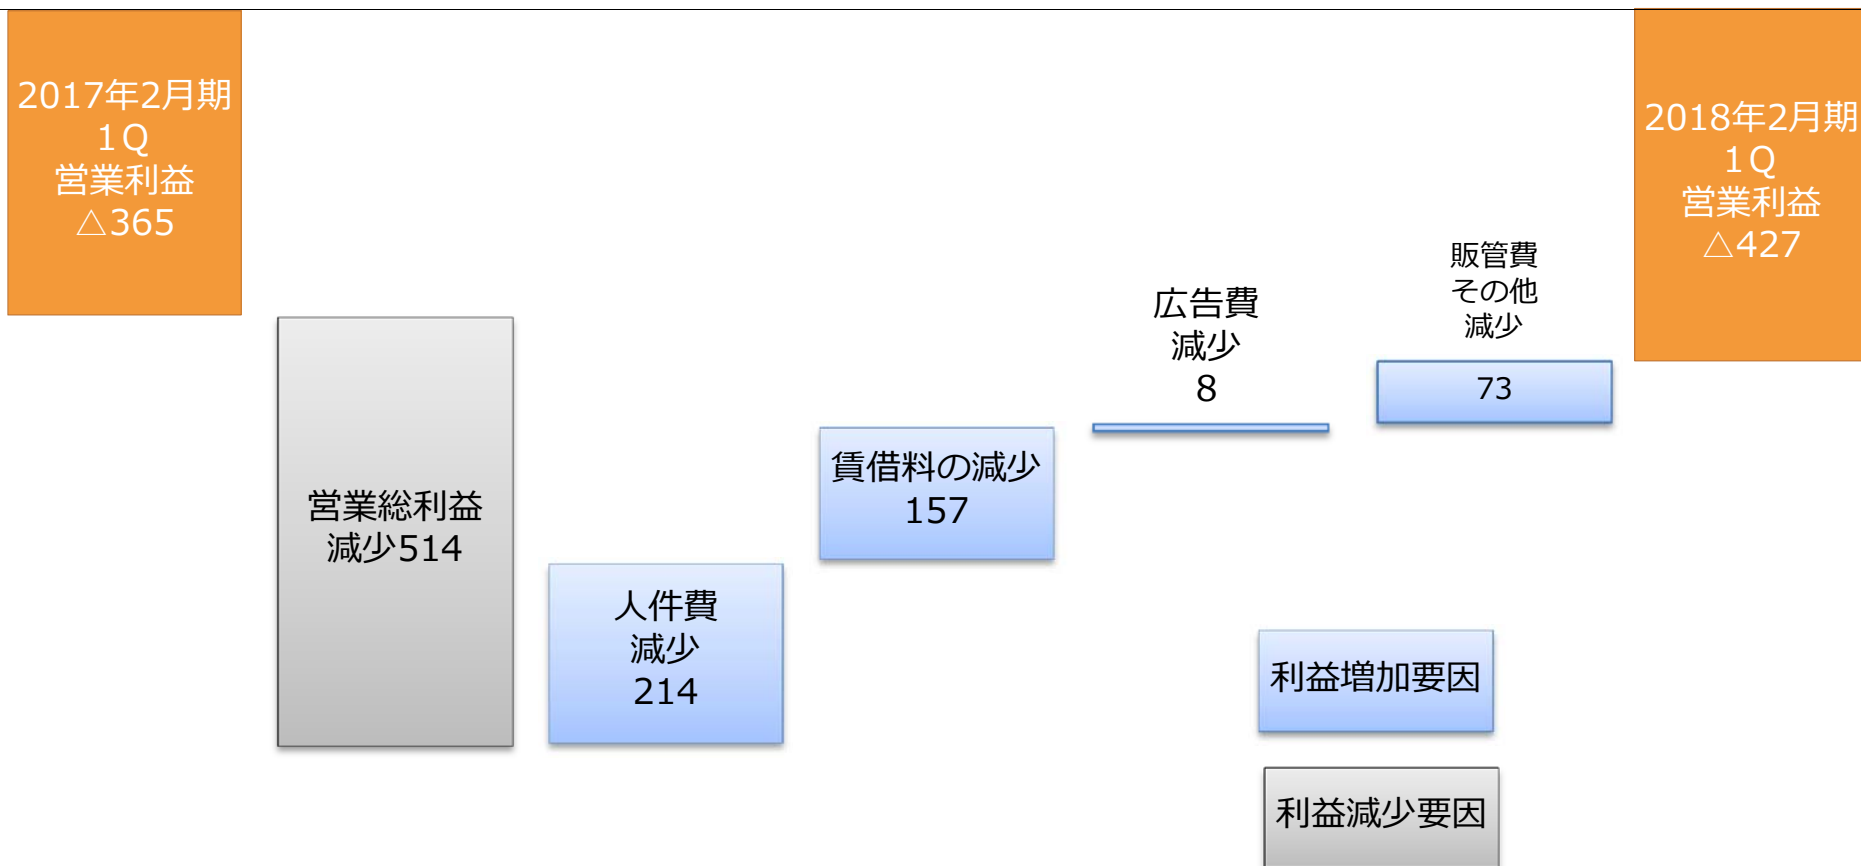 2017年2月期
１Q
営業利益
△365
営業総利益
減少514
人件費
減少
214
賃借料の減少
157
広告費
減少
8
販管費
その他
減少
73
2018年2月期
１Q
営業利益
△427
利益増加要因
利益減少要因